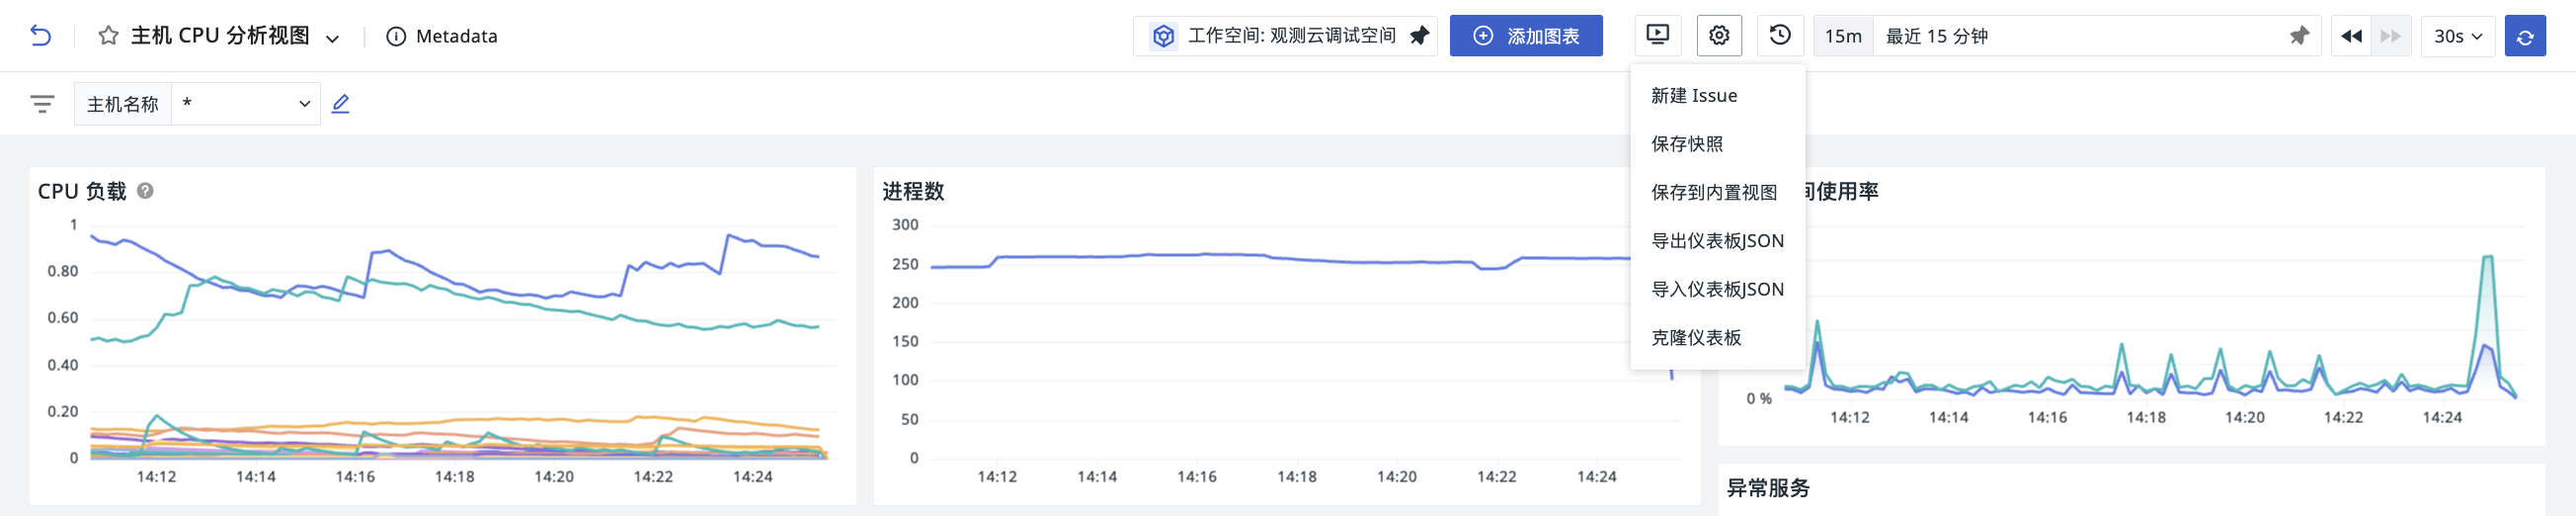 主机 CPU 分析视图
Metadata
工作空间: 观测云调试空间
添加图表
15m 最近 15 分钟
30s
主机名称 *
新建 Issue
保存快照
保存到内置视图
导出仪表板JSON
导入仪表板JSON
克隆仪表板
CPU 负载
1
0.80
0.60
0.40
0.20
0
14:12 14:14 14:16 14:18 14:20 14:22 14:24
进程数
300
250
200
150
100
50
0
14:12 14:14 14:16 14:18 14:20 14:22 14:24
间使用率
0 %
14:12 14:14 14:16 14:18 14:20 14:22 14:24
异常服务